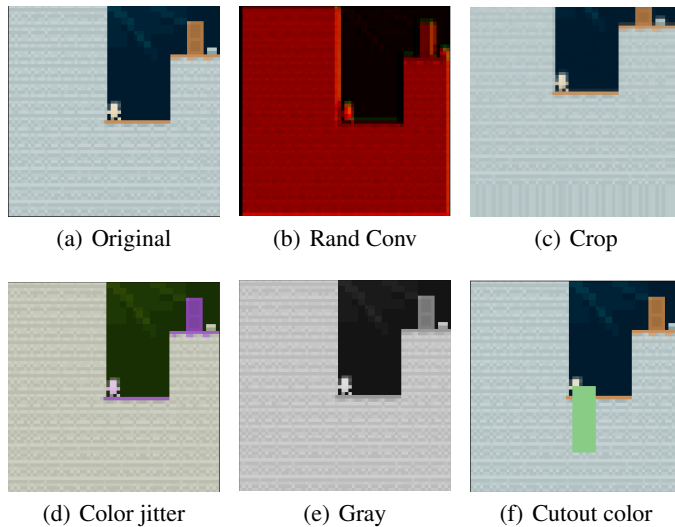 (a) Original
(b) Rand Conv
(c) Crop
(d) Color jitter
(e) Gray
(f) Cutout color